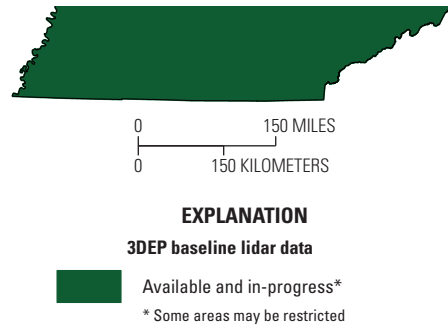 0 150 MILES
0 150 KILOMETERS
EXPLANATION
3DEP baseline lidar data
Available and in-progress*
* Some areas may be restricted